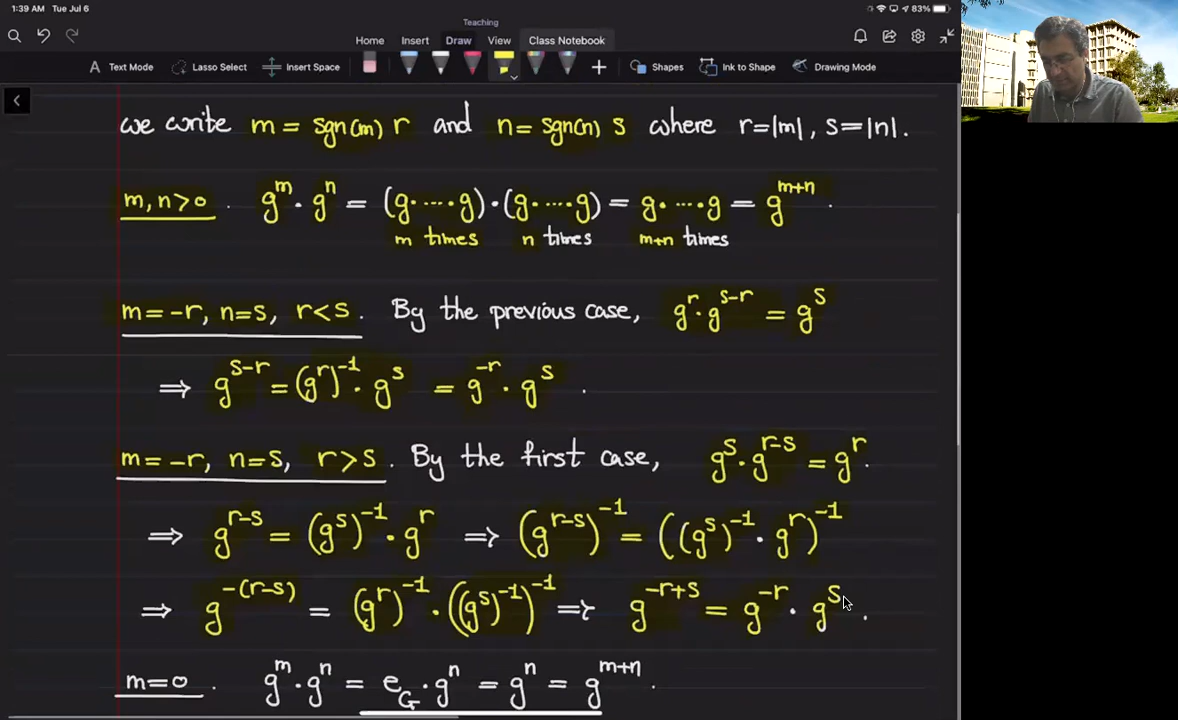 1:39 AM Tue Jul 6
83%
Teaching
Home Insert Draw View Class Notebook
Text Mode Lasso Select Insert Space Shapes Ink to Shape Drawing Mode
we write m = sgn(m) r and n = sgn(n) s where r=|m|, s=|n|.
m, n>0. g^m · g^n = (g· ... ·g)·(g· ... ·g) = g· ... ·g = g^{m+n}.
m times n times m+n times
m=-r, n=s, r<s. By the previous case, g^r · g^{s-r} = g^s
⇒ g^{s-r} = (g^r)^{-1} · g^s = g^{-r} · g^s .
m=-r, n=s, r>s. By the first case, g^s · g^{r-s} = g^r.
⇒ g^{r-s} = (g^s)^{-1} · g^r ⇒ (g^{r-s})^{-1} = ((g^s)^{-1} · g^r)^{-1}
⇒ g^{-(r-s)} = (g^r)^{-1} · ((g^s)^{-1})^{-1} ⇒ g^{-r+s} = g^{-r} · g^s .
m=0. g^m · g^n = e_G · g^n = g^n = g^{m+n}.